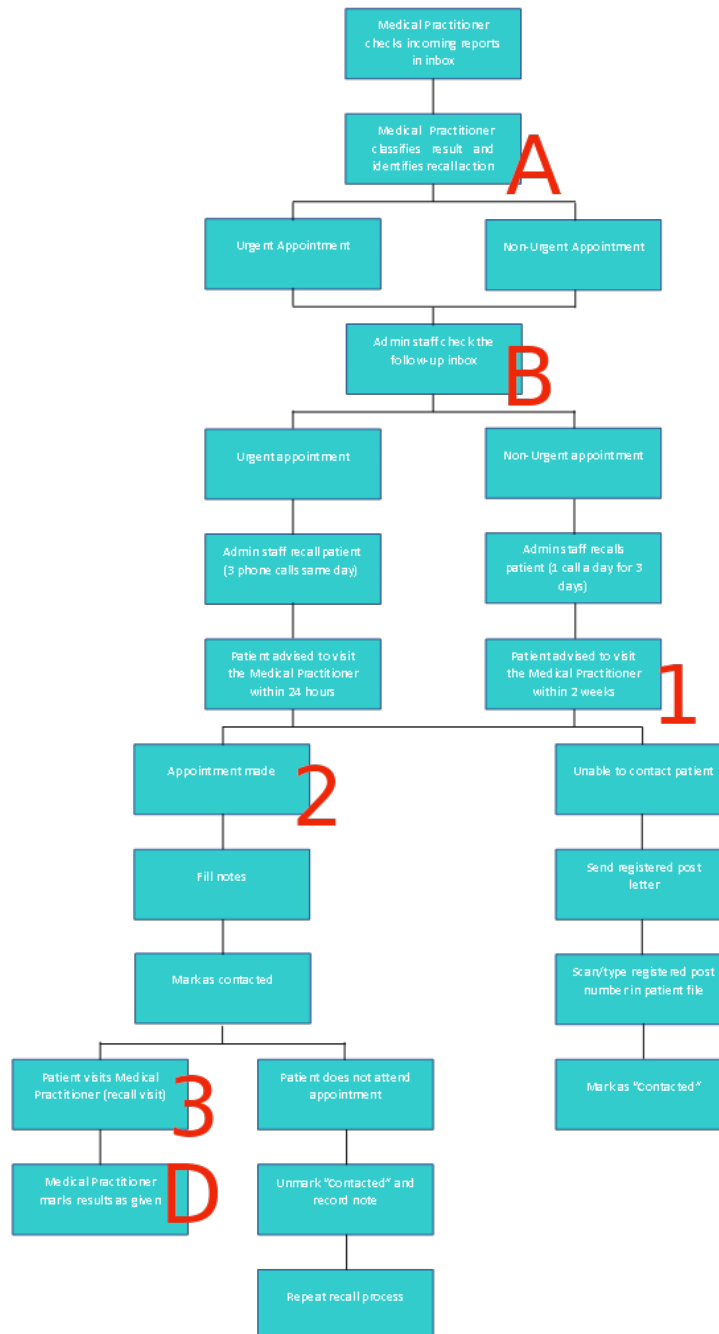 Medical Practitioner
checks incoming reports
in inbox
Medical Practitioner
classifies result and
identifies recall action
A
Urgent Appointment
Non-Urgent Appointment
Admin staff check the
follow-up inbox
B
Urgent appointment
Non-Urgent appointment
Admin staff recall patient
(3 phone calls same day)
Admin staff recalls
patient (1 call a day for 3
days)
Patient advised to visit
the Medical Practitioner
within 24 hours
Patient advised to visit
the Medical Practitioner
within 2 weeks
1
Appointment made
2
Unable to contact patient
Fill notes
Send registered post
letter
Mark as contacted
Scan/type registered post
number in patient file
Patient visits Medical
Practitioner (recall visit)
3
Patient does not attend
appointment
Mark as "Contacted"
Medical Practitioner
marks results as given
D
Unmark "Contacted" and
record note
Repeat recall process